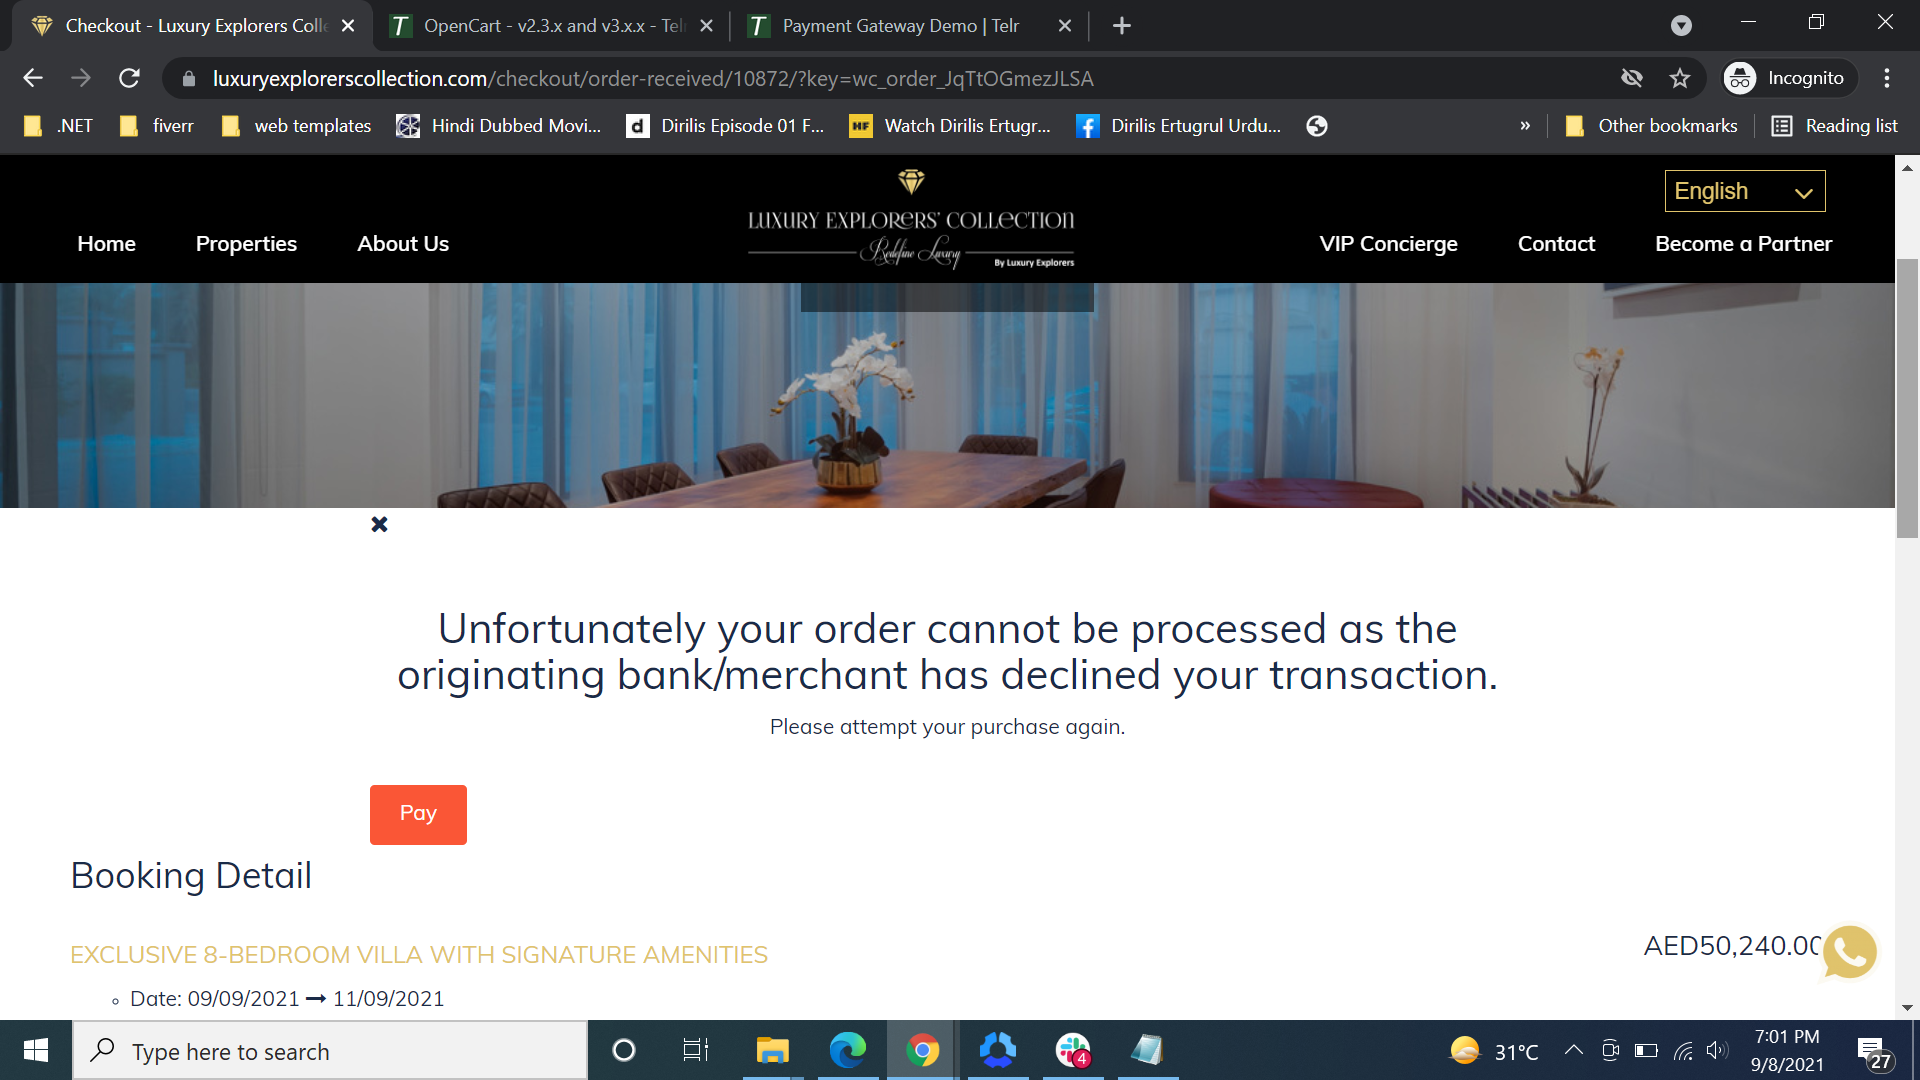 Checkout - Luxury Explorers Colle
OpenCart - v2.3.x and v3.x.x - Telr
Payment Gateway Demo | Telr
luxuryexplorerscollection.com/checkout/order-received/10872/?key=wc_order_JqTtOGmezJLSA
Incognito
.NET
fiverr
web templates
Hindi Dubbed Movi...
d
Dirilis Episode 01 F...
HF
Watch Dirilis Ertugr...
Dirilis Ertugrul Urdu...
»
Other bookmarks
Reading list
English
LUXURY EXPLORERS' COLLECTION
Redefine Luxury
By Luxury Explorers
Home
Properties
About Us
VIP Concierge
Contact
Become a Partner
Unfortunately your order cannot be processed as the
originating bank/merchant has declined your transaction.
Please attempt your purchase again.
Pay
Booking Detail
EXCLUSIVE 8-BEDROOM VILLA WITH SIGNATURE AMENITIES
AED50,240.00
Date: 09/09/2021 → 11/09/2021
Type here to search
4
31°C
7:01 PM
9/8/2021
27